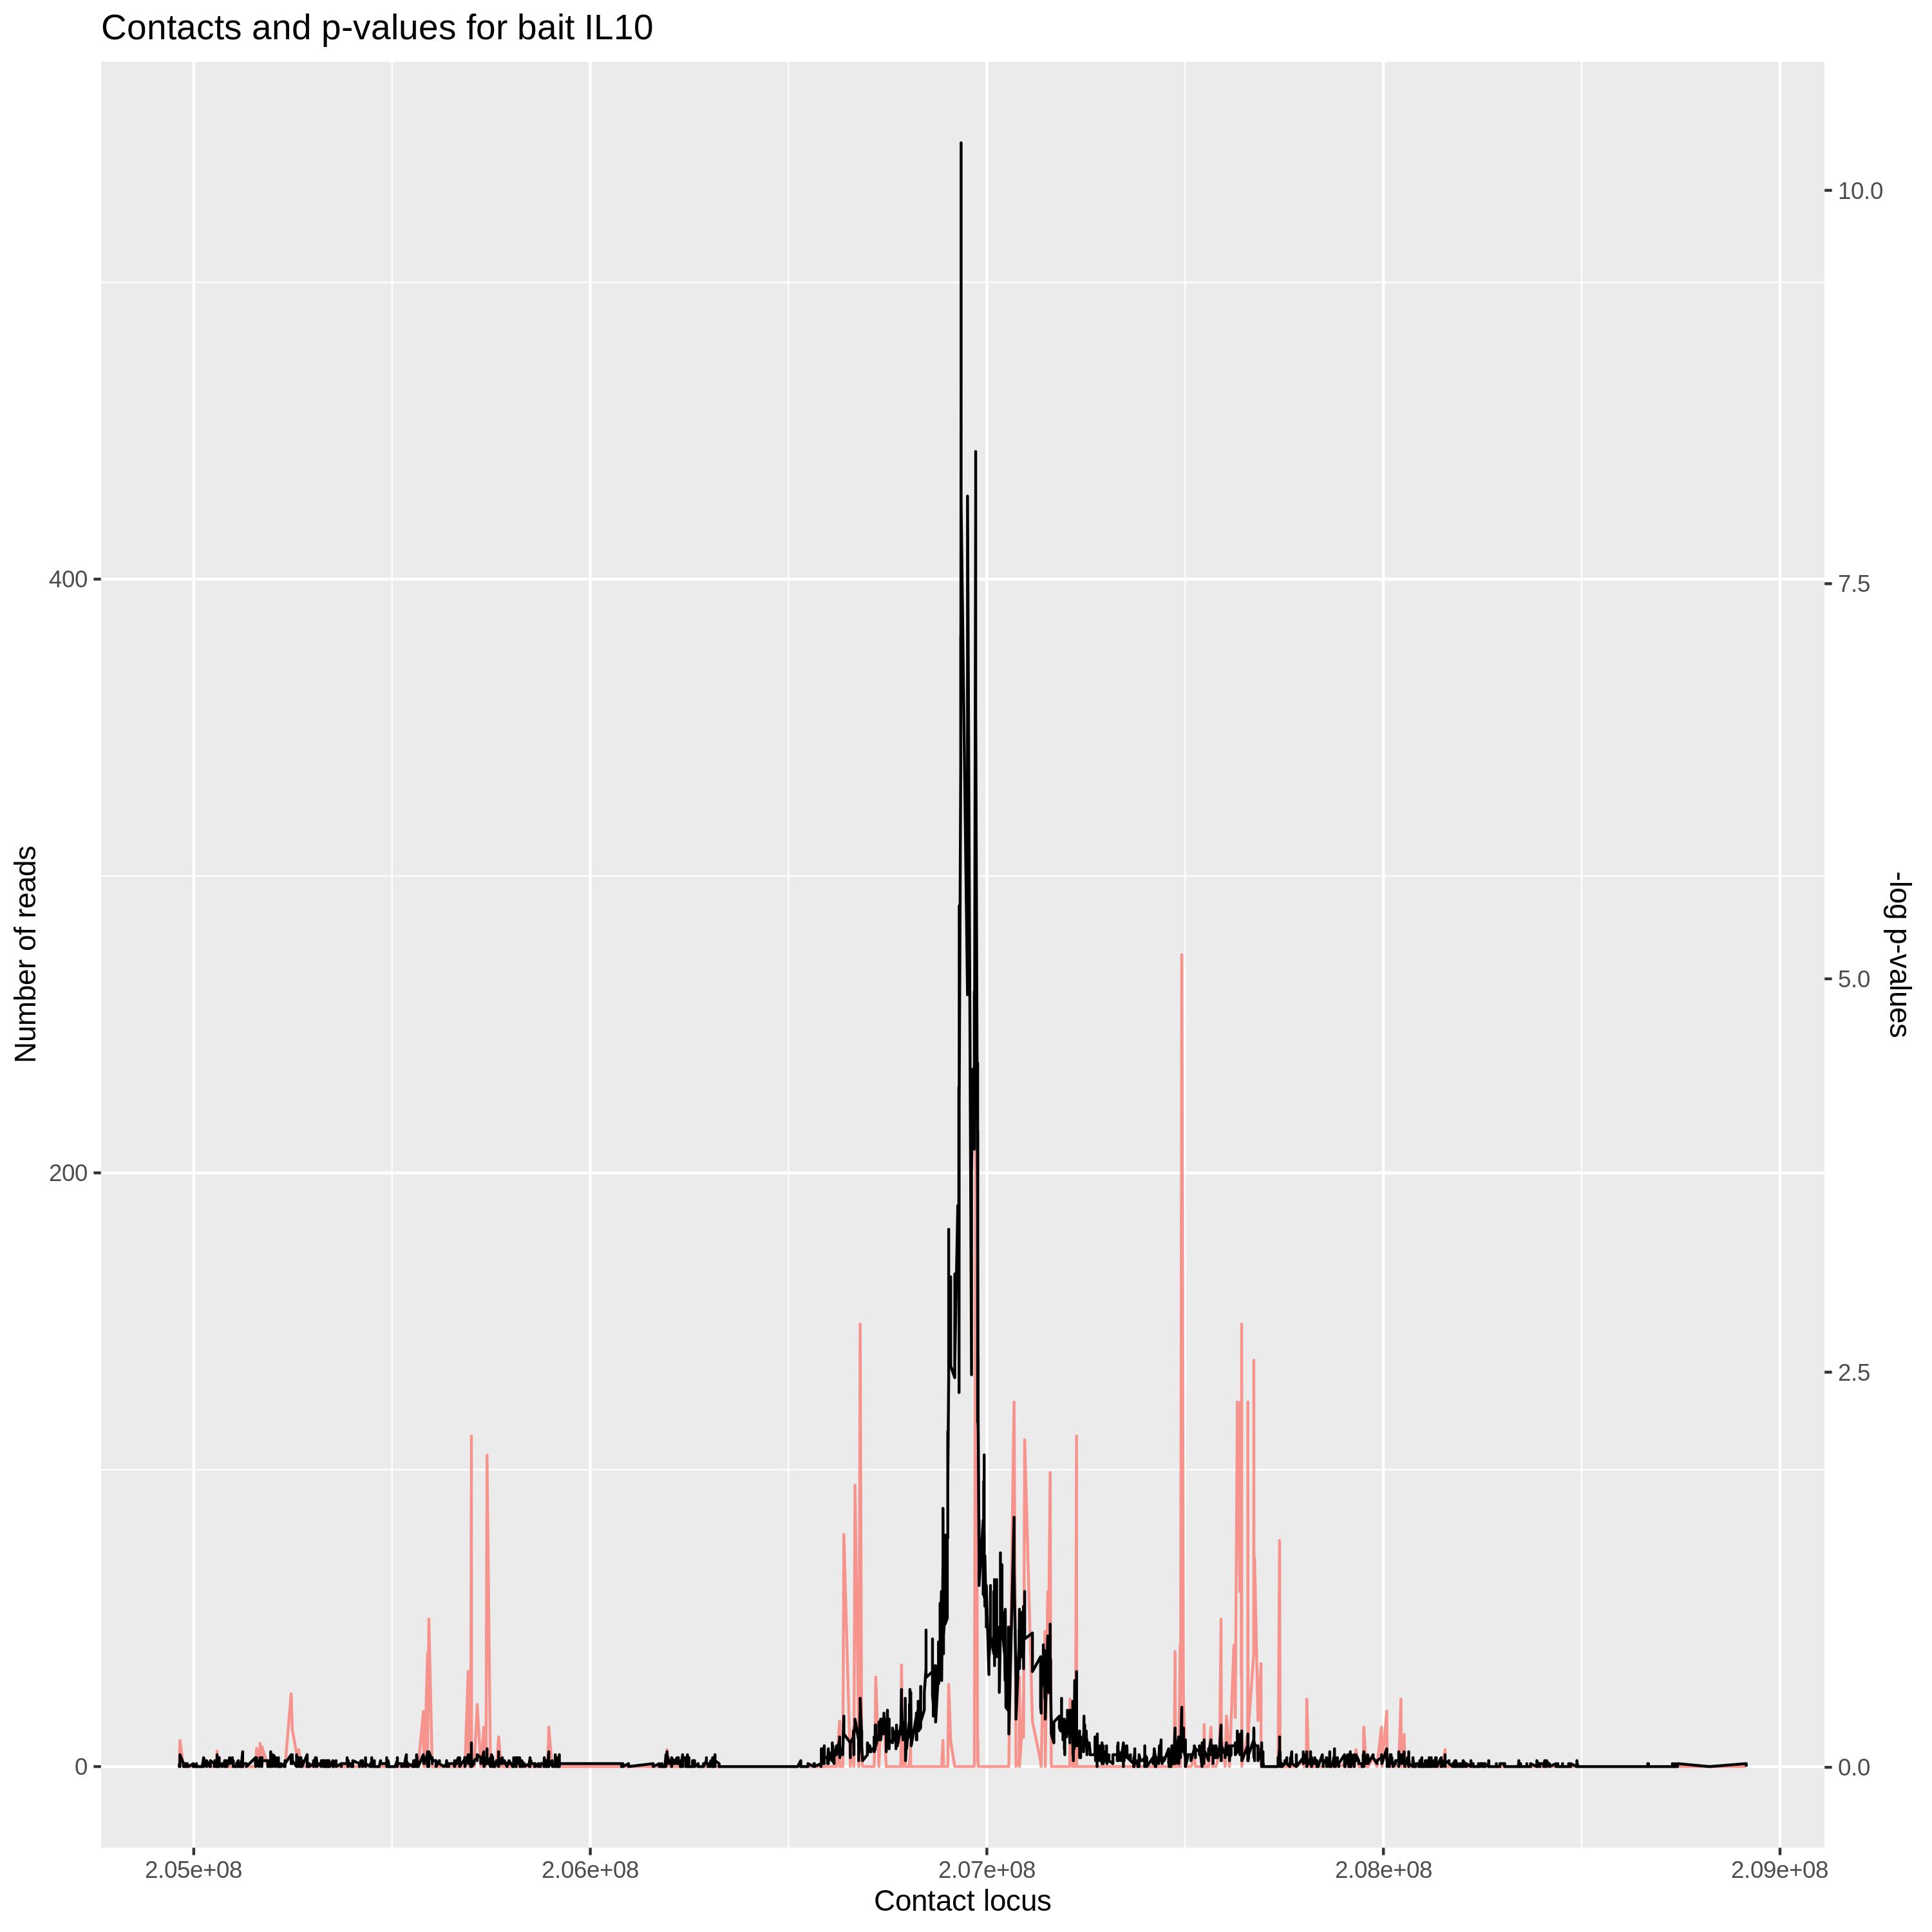 Contacts and p-values for bait IL10
Number of reads
400
200
0
10.0
7.5
5.0
2.5
0.0
-log p-values
2.05e+08 2.06e+08 2.07e+08 2.08e+08 2.09e+08
Contact locus